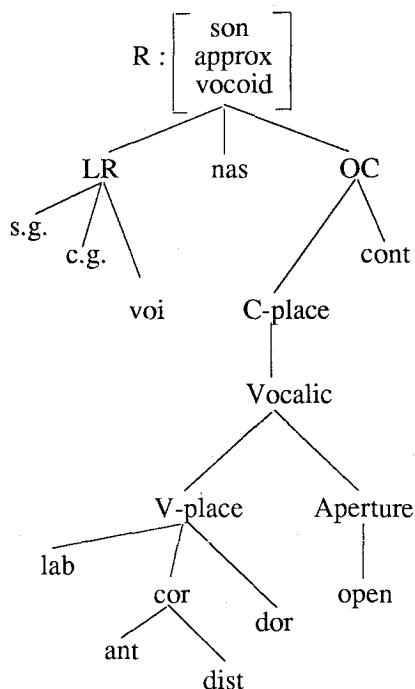 son
R : approx
vocoid
LR nas OC
s.g.
c.g. cont
voi C-place
Vocalic
V-place Aperture
lab
cor open
dor
ant
dist